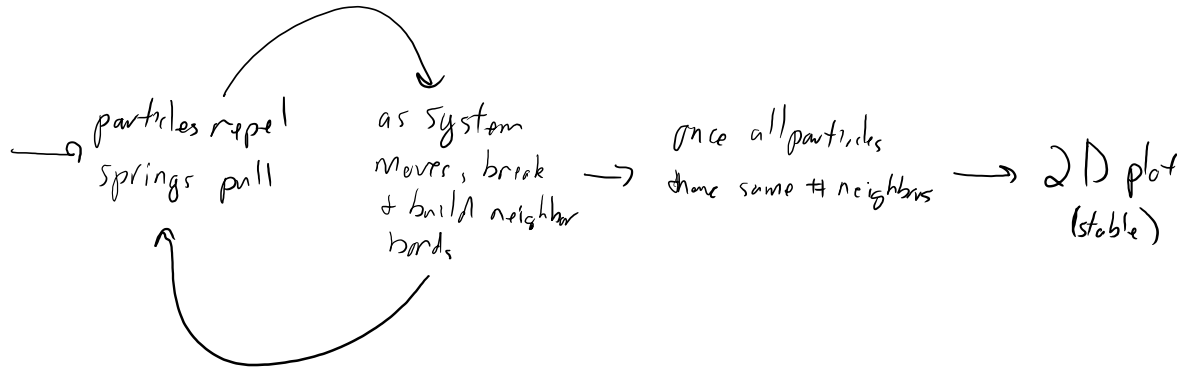 particles repel
springs pull
as system
moves, break
& build neighbor
bonds
once all particles
have same # neighbors
2D plot
(stable)